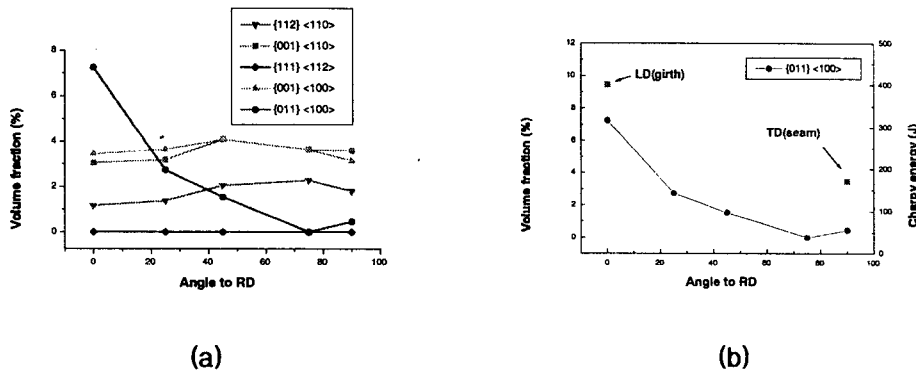 {112} <110>
{001} <110>
{111} <112>
{001} <100>
{011} <100>
8
6
4
2
0
Volume fraction (%)
0 20 40 60 80 100
Angle to RD
(a)
12
10
8
6
4
2
0
Volume fraction (%)
LD(girth)
{011} <100>
TD(seam)
500
400
300
200
100
0
Charpy energy (J)
0 20 40 60 80 100
Angle to RD
(b)